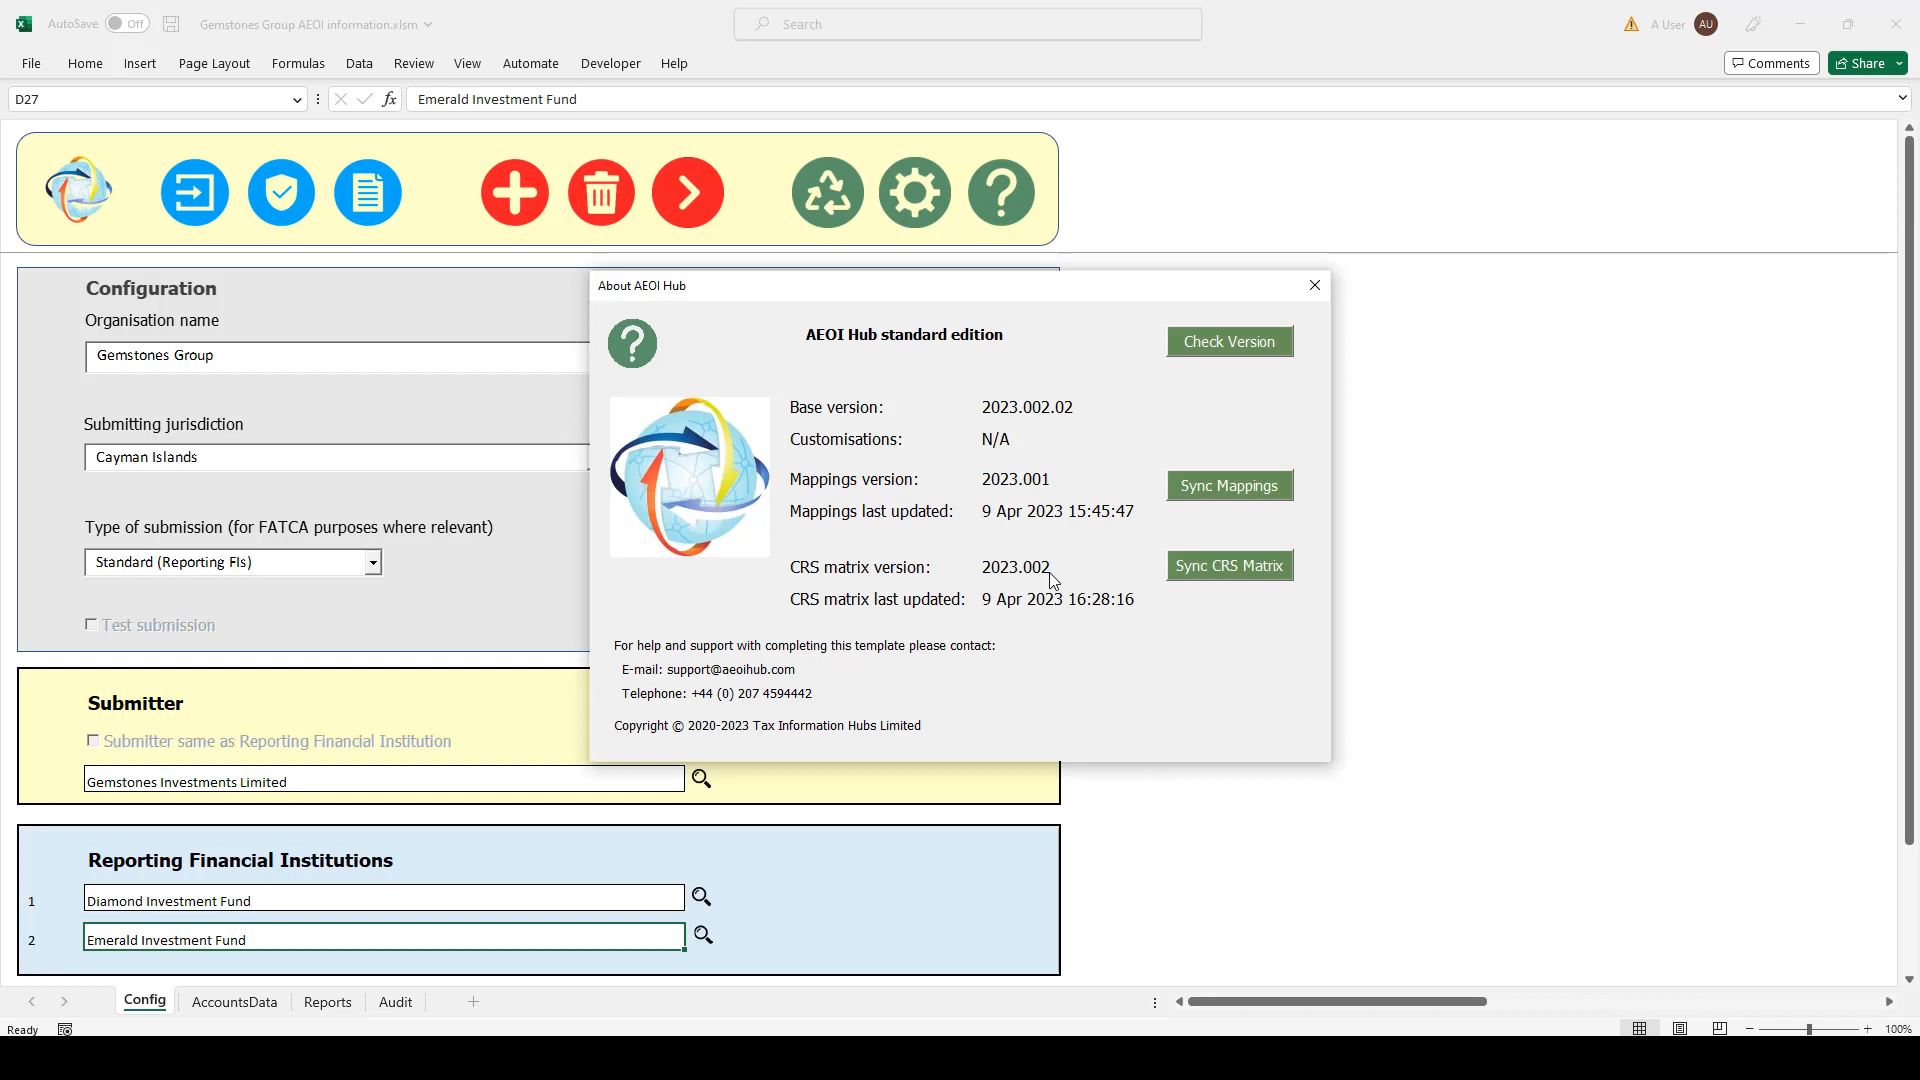 AutoSave Off Gemstones Group AEOI information.xlsm Search A User AU
File Home Insert Page Layout Formulas Data Review View Automate Developer Help Comments Share
D27 fx Emerald Investment Fund
Configuration
Organisation name
Gemstones Group
Submitting jurisdiction
Cayman Islands
Type of submission (for FATCA purposes where relevant)
Standard (Reporting FIs)
Test submission
Submitter
Submitter same as Reporting Financial Institution
Gemstones Investments Limited
Reporting Financial Institutions
1 Diamond Investment Fund
2 Emerald Investment Fund
About AEOI Hub
AEOI Hub standard edition
Check Version
Base version: 2023.002.02
Customisations: N/A
Mappings version: 2023.001
Sync Mappings
Mappings last updated: 9 Apr 2023 15:45:47
CRS matrix version: 2023.002
Sync CRS Matrix
CRS matrix last updated: 9 Apr 2023 16:28:16
For help and support with completing this template please contact:
E-mail: support@aeoihub.com
Telephone: +44 (0) 207 4594442
Copyright © 2020-2023 Tax Information Hubs Limited
Config AccountsData Reports Audit
Ready 100%